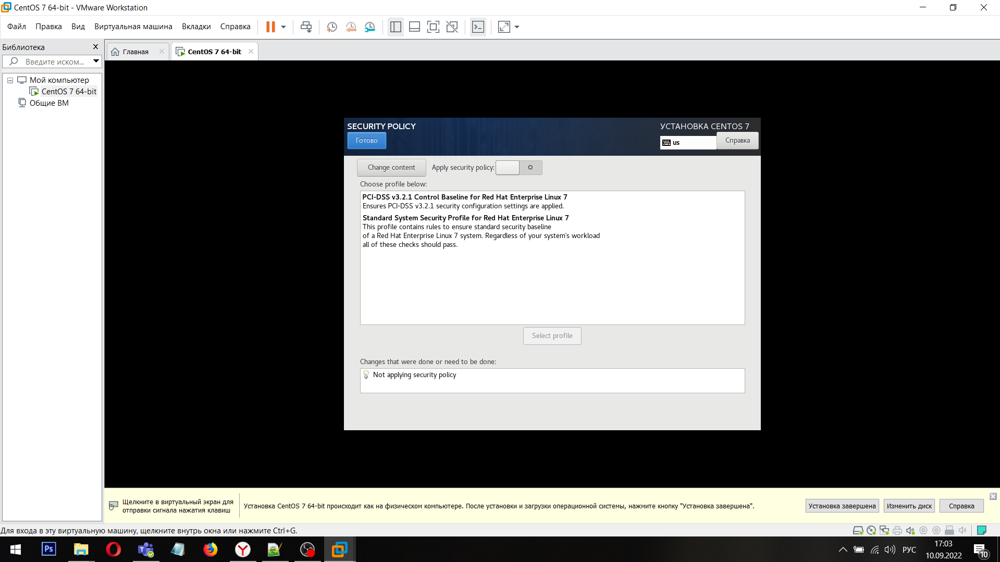 CentOS 7 64-bit - VMware Workstation
Файл Правка Вид Виртуальная машина Вкладки Справка
Библиотека
Введите иском...
Мой компьютер
CentOS 7 64-bit
Общие ВМ
Главная
CentOS 7 64-bit
SECURITY POLICY
УСТАНОВКА CENTOS 7
Готово
us
Справка
Change content
Apply security policy:
Choose profile below:
PCI-DSS v3.2.1 Control Baseline for Red Hat Enterprise Linux 7
Ensures PCI-DSS v3.2.1 security configuration settings are applied.
Standard System Security Profile for Red Hat Enterprise Linux 7
This profile contains rules to ensure standard security baseline
of a Red Hat Enterprise Linux 7 system. Regardless of your system's workload
all of these checks should pass.
Select profile
Changes that were done or need to be done:
Not applying security policy
Щелкните в виртуальный экран для
отправки сигнала нажатия клавиш
Установка CentOS 7 64-bit происходит как на физическом компьютере. После установки и загрузки операционной системы, нажмите кнопку "Установка завершена".
Установка завершена
Изменить диск
Справка
Для входа в эту виртуальную машину, щелкните внутрь окна или нажмите Ctrl+G.
Ps
РУС
17:03
10.09.2022
10